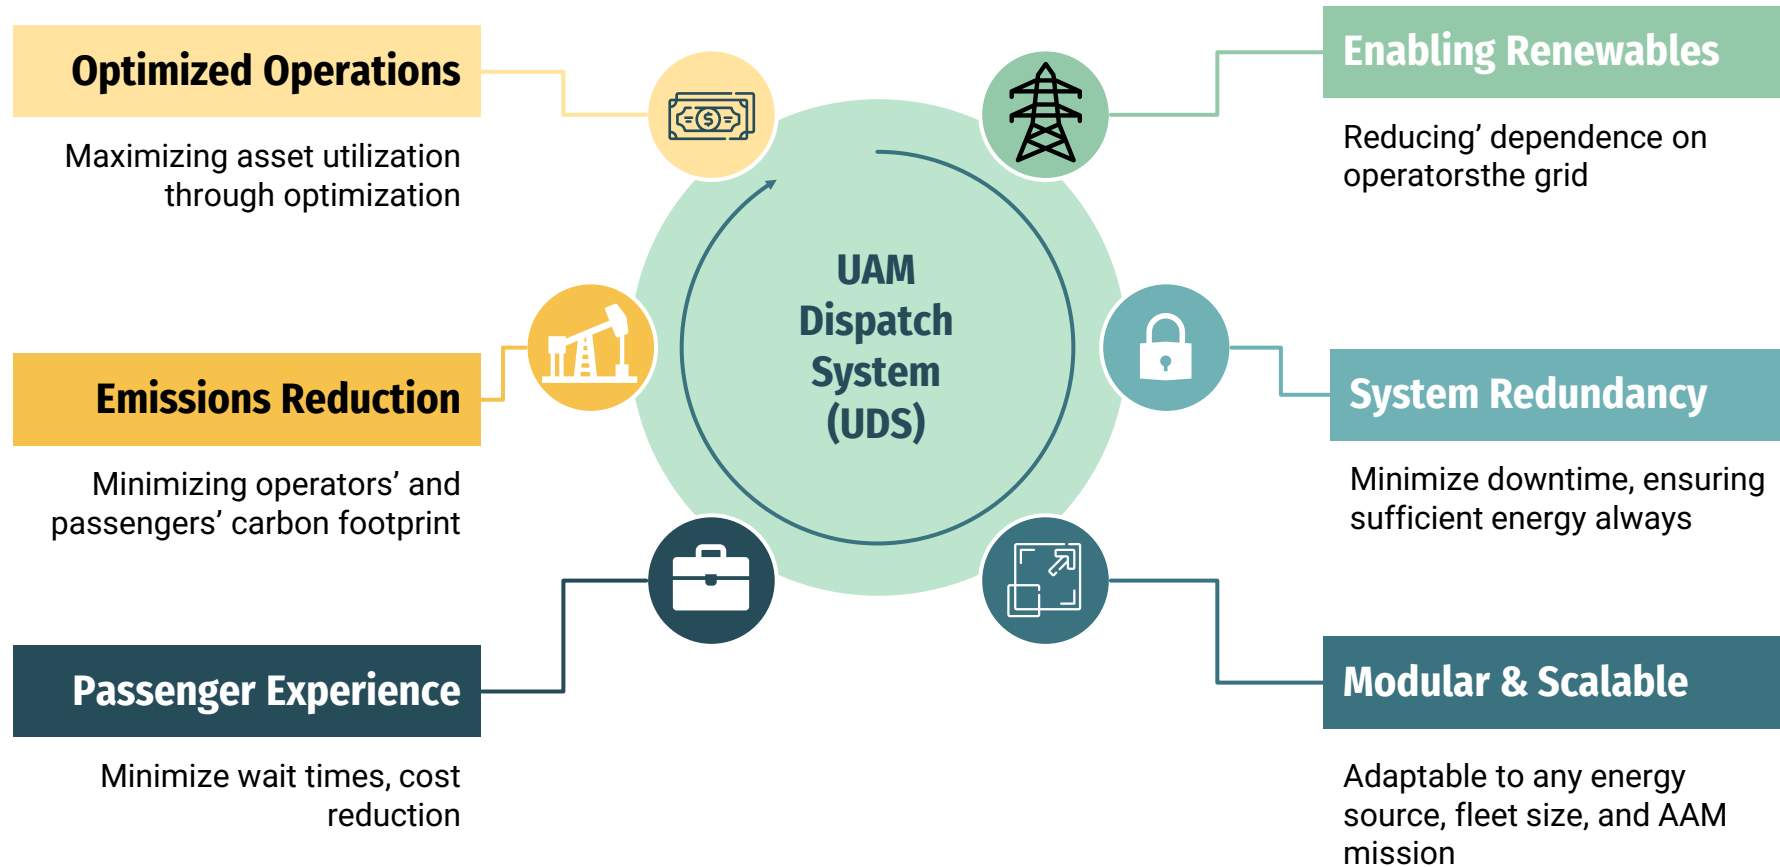 Optimized Operations
Maximizing asset utilization
through optimization
Emissions Reduction
Minimizing operators’ and
passengers’ carbon footprint
Passenger Experience
Minimize wait times, cost
reduction
UAM
Dispatch
System
(UDS)
Enabling Renewables
Reducing’ dependence on
operatorsthe grid
System Redundancy
Minimize downtime, ensuring
sufficient energy always
Modular & Scalable
Adaptable to any energy
source, fleet size, and AAM
mission